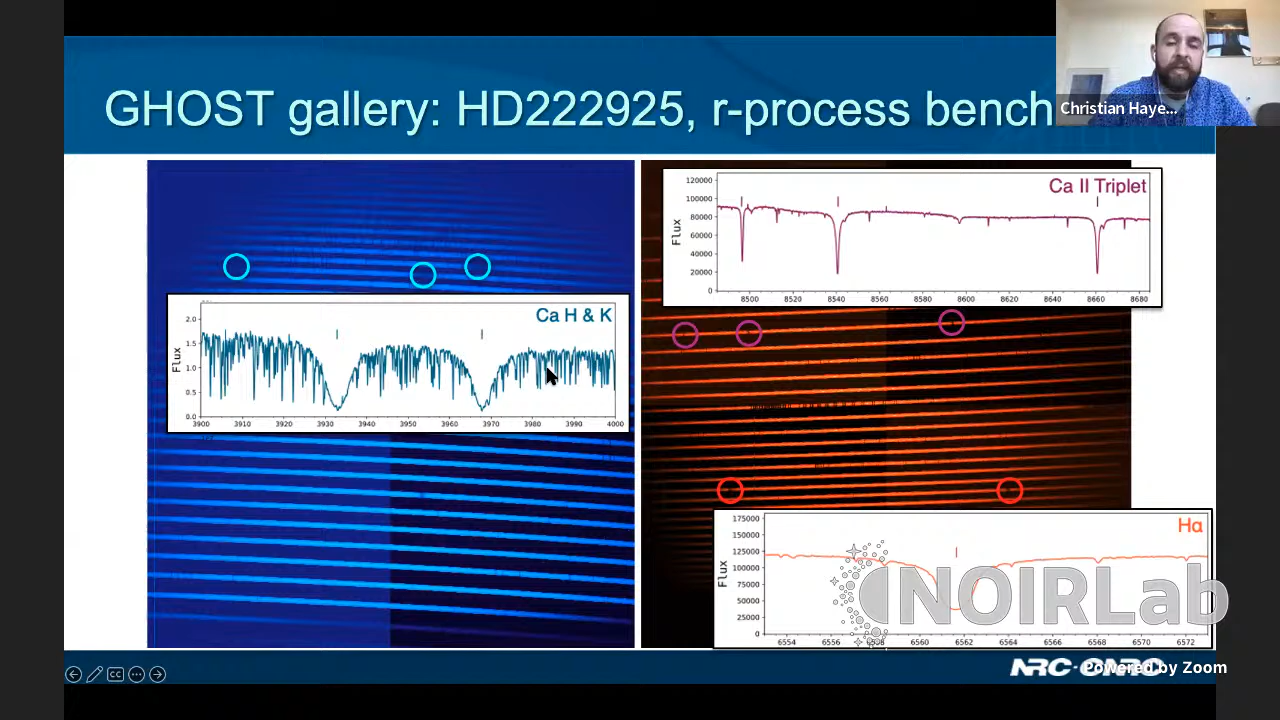 GHOST gallery: HD222925, r-process bench
Christian Haye...
Ca II Triplet
Flux
120000
100000
80000
60000
40000
20000
0
8500 8520 8540 8560 8580 8600 8620 8640 8660 8680
Ca H & K
Flux
2.0
1.5
1.0
0.5
0.0
3900 3910 3920 3930 3940 3950 3960 3970 3980 3990 4000
Hα
Flux
175000
150000
125000
100000
75000
50000
25000
0
6554 6556 6558 6560 6562 6564 6566 6568 6570 6572
NOIRLab
CC
NRC·CNRC
Powered by Zoom